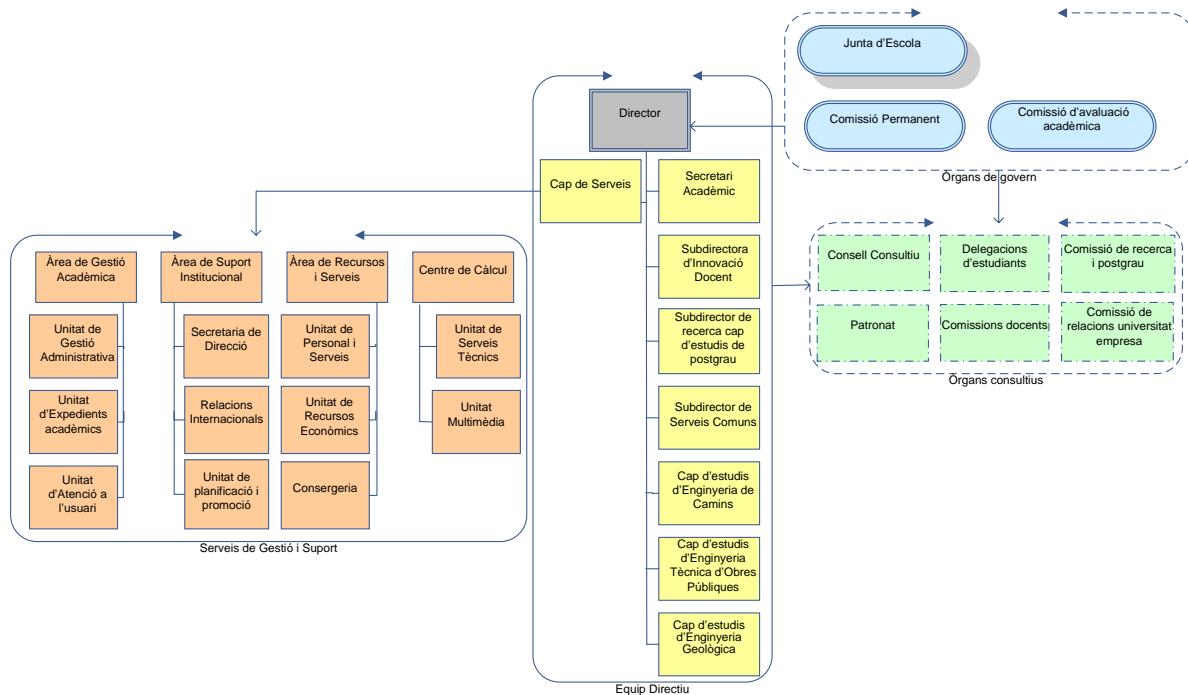 Junta d'Escola
Comissió Permanent
Comissió d'avaluació
acadèmica
Òrgans de govern
Director
Cap de Serveis
Secretari
Acadèmic
Subdirectora
d'Innovació
Docent
Subdirector de
recerca cap
d'estudis de
postgrau
Subdirector de
Serveis Comuns
Cap d'estudis
d'Enginyeria de
Camins
Cap d'estudis
d'Enginyeria
Tècnica d'Obres
Públiques
Cap d'estudis
d'Enginyeria
Geològica
Equip Directiu
Consell Consultiu
Delegacions
d'estudiants
Comissió de recerca
i postgrau
Patronat
Comissions docents
Comissió de
relacions universitat
empresa
Òrgans consultius
Àrea de Gestió
Acadèmica
Unitat de
Gestió
Administrativa
Unitat
d'Expedients
acadèmics
Unitat
d'Atenció a
l'usuari
Àrea de Suport
Institucional
Secretaria de
Direcció
Relacions
Internacionals
Unitat de
planificació i
promoció
Àrea de Recursos
i Serveis
Unitat de
Personal i
Serveis
Unitat de
Recursos
Econòmics
Consergeria
Centre de Càlcul
Unitat de
Serveis
Tècnics
Unitat
Multimèdia
Serveis de Gestió i Suport